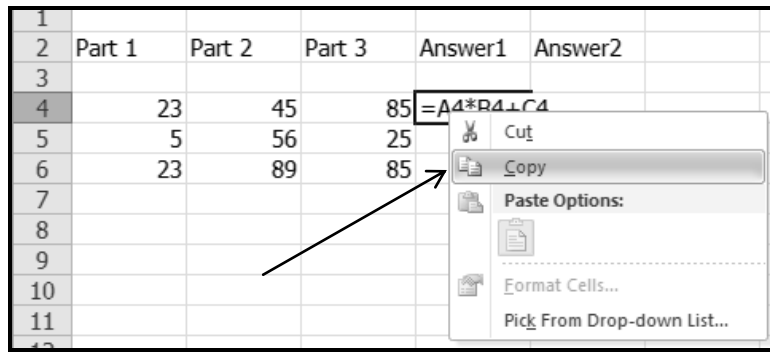 1
2 Part 1 Part 2 Part 3 Answer1 Answer2
3
4 23 45 85 =A4*B4+C4
5 5 56 25
6 23 89 85
7
8
9
10
11
Cut
Copy
Paste Options:
Format Cells...
Pick From Drop-down List...